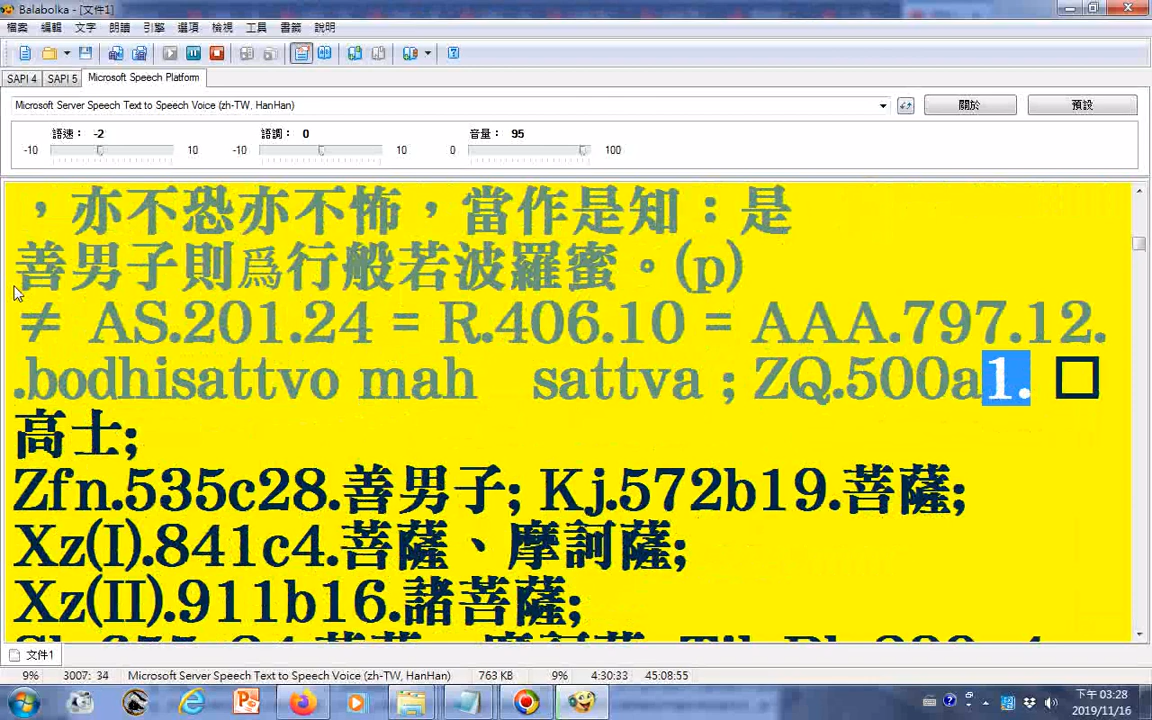 Balabolka - [文件1]
檔案 編輯 文字 朗讀 引擎 選項 檢視 工具 書籤 說明
SAPI 4 SAPI 5 Microsoft Speech Platform
Microsoft Server Speech Text to Speech Voice (zh-TW, HanHan) 關於 預設
語速： -2 語調： 0 音量： 95
-10 10 -10 10 0 100
，亦不恐亦不怖，當作是知：是
善男子則爲行般若波羅蜜。(p)
≠ AS.201.24 = R.406.10 = AAA.797.12.
.bodhisattvo mah sattva ; ZQ.500a1. □
高士;
Zfn.535c28.善男子; Kj.572b19.菩薩;
Xz(I).841c4.菩薩、摩訶薩;
Xz(II).911b16.諸菩薩;
文件1
9% 3007: 34 Microsoft Server Speech Text to Speech Voice (zh-TW, HanHan) 763 KB 9% 4:30:33 45:08:55
下午 03:28
2019/11/16